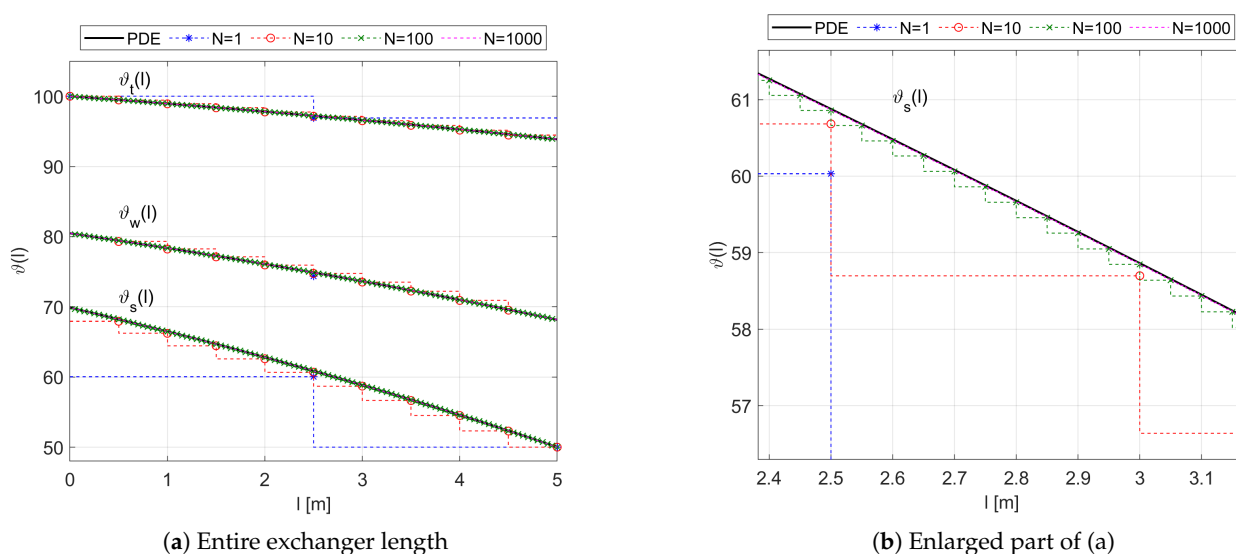 PDE N=1 N=10 N=100 N=1000
ϑt(l)
100
90
80
ϑw(l)
ϑ(l)
70
ϑs(l)
60
50
0 1 2 3 4 5
l [m]
(a) Entire exchanger length
PDE N=1 N=10 N=100 N=1000
ϑs(l)
61
60
59
ϑ(l)
58
57
2.4 2.5 2.6 2.7 2.8 2.9 3 3.1
l [m]
(b) Enlarged part of (a)